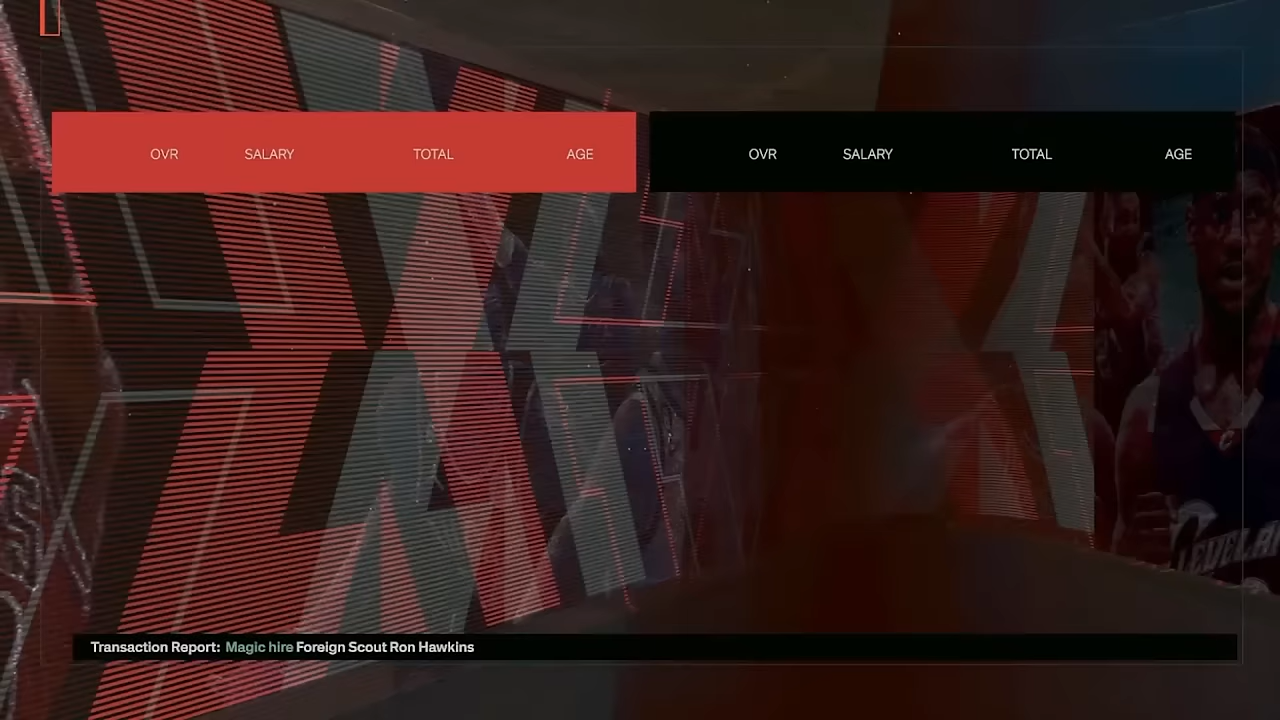 OVR SALARY TOTAL AGE OVR SALARY TOTAL AGE
Transaction Report: Magic hire Foreign Scout Ron Hawkins